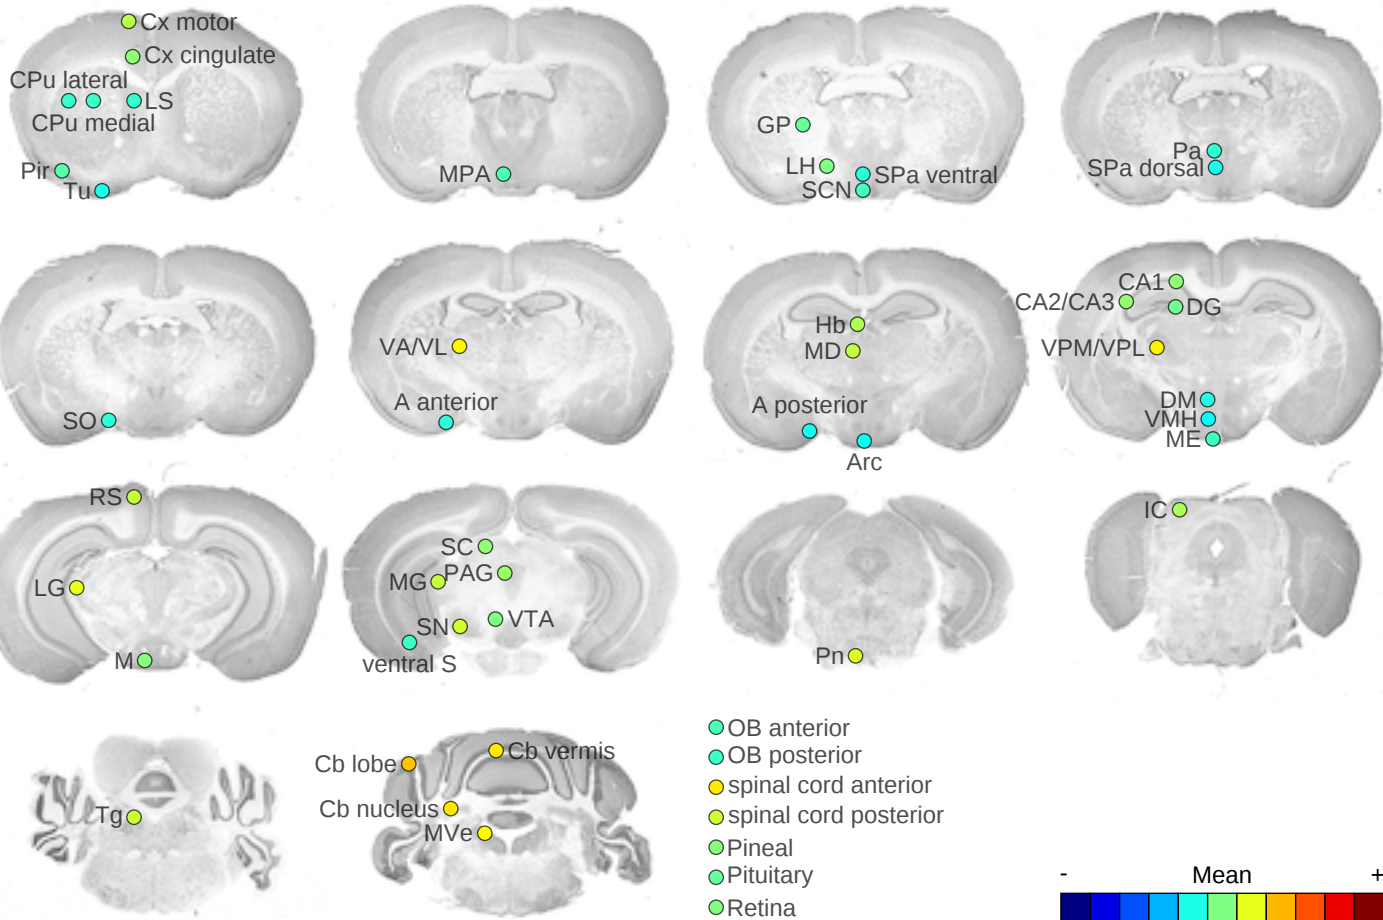 Cx motor
Cx cingulate
CPu lateral
LS
CPu medial
Pir
Tu
MPA
GP
LH
SPa ventral
SCN
Pa
SPa dorsal
SO
VA/VL
A anterior
Hb
MD
A posterior
Arc
CA1
CA2/CA3
DG
VPM/VPL
DM
VMH
ME
RS
LG
M
SC
PAG
MG
SN
VTA
ventral S
Pn
IC
Tg
Cb lobe
Cb vermis
Cb nucleus
MVe
OB anterior
OB posterior
spinal cord anterior
spinal cord posterior
Pineal
Pituitary
Retina
- Mean +